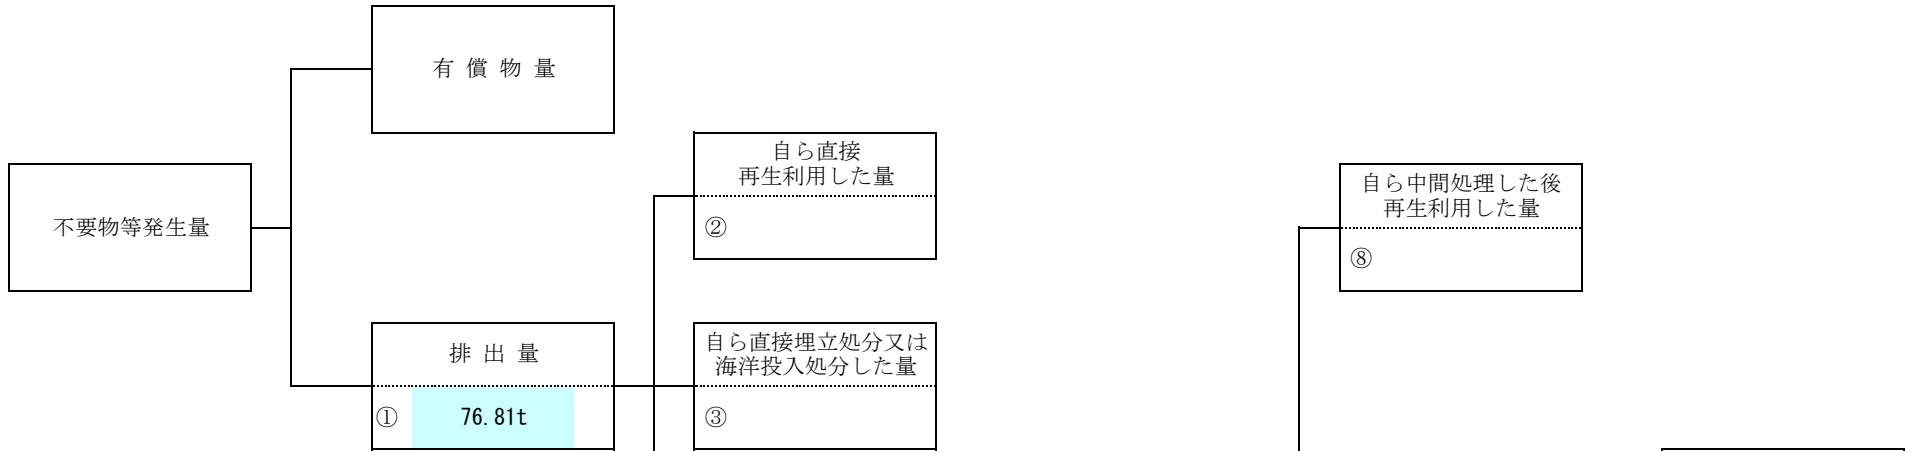 有 償 物 量
自ら直接
再生利用した量
②
自ら中間処理した後
再生利用した量
⑧
不要物等発生量
排 出 量
① 76.81t
自ら直接埋立処分又は
海洋投入処分した量
③